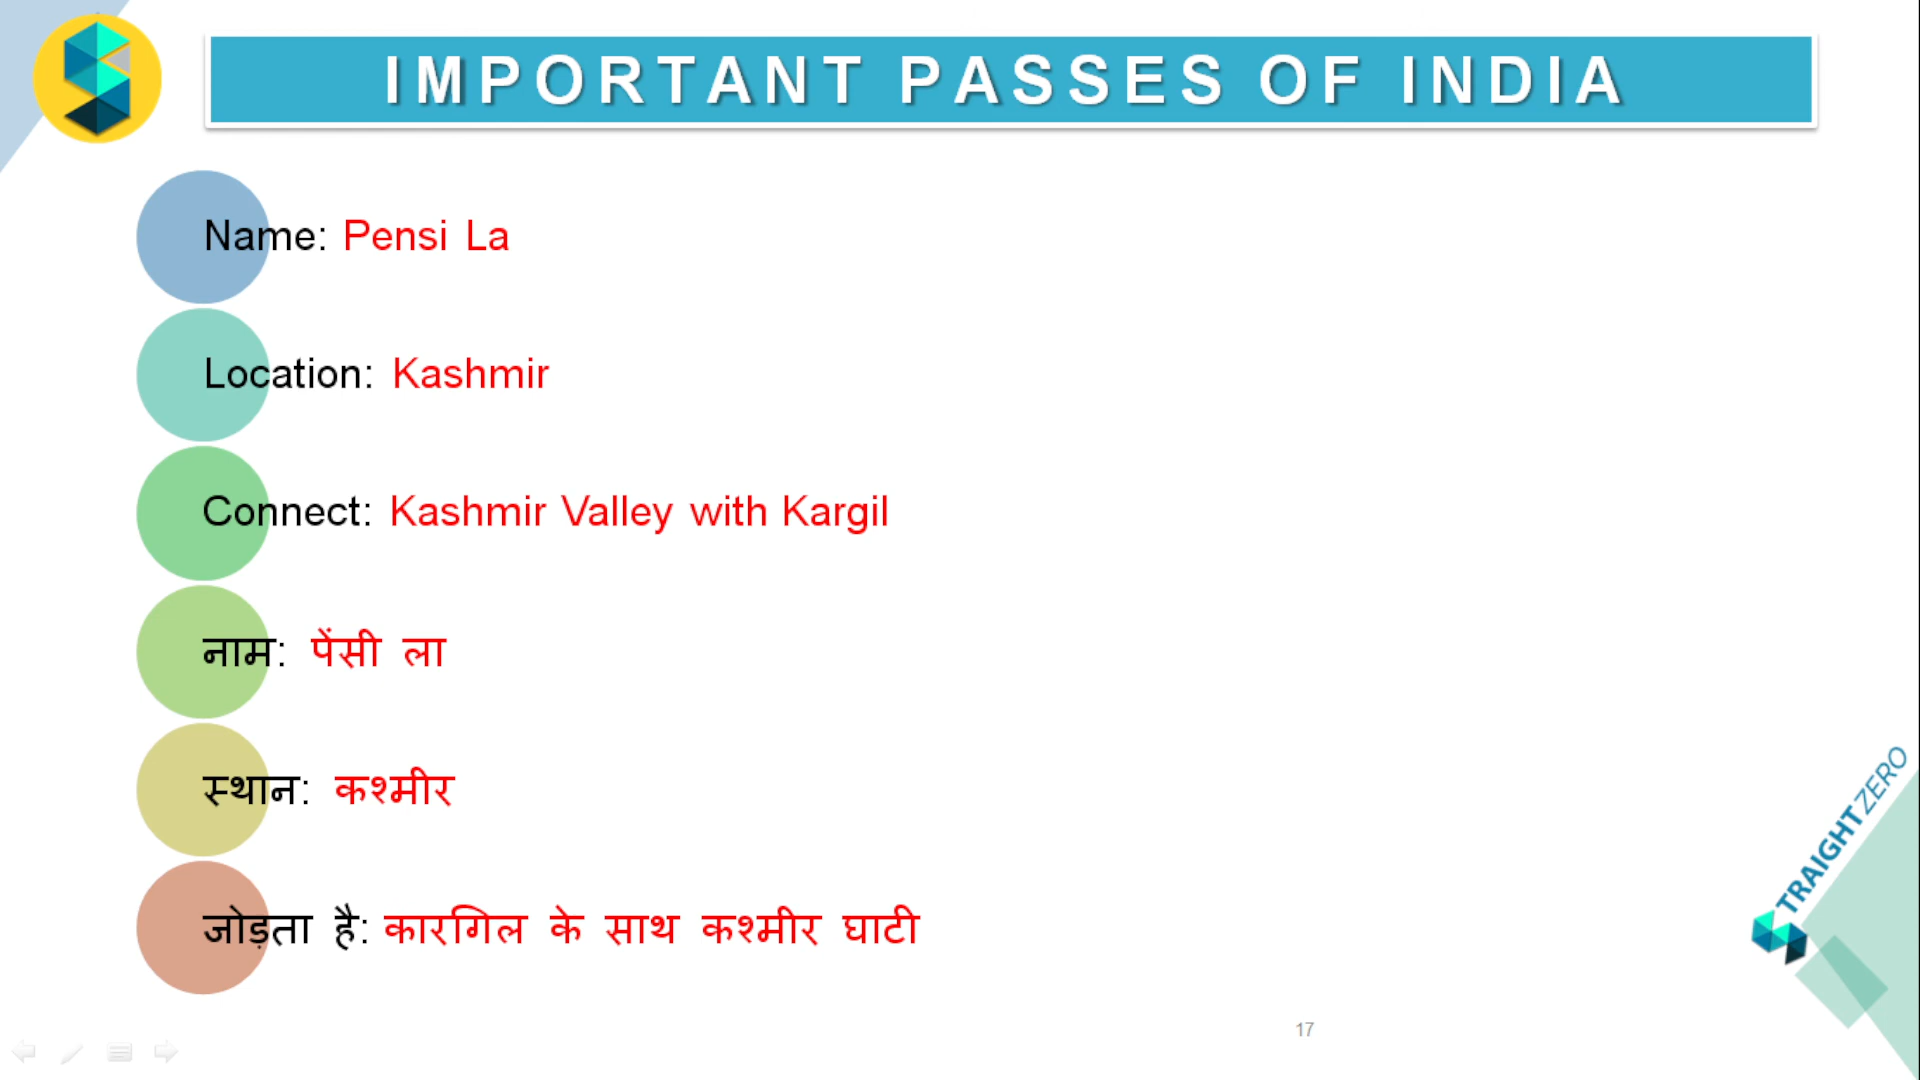 IMPORTANT PASSES OF INDIA
Name: Pensi La
Location: Kashmir
Connect: Kashmir Valley with Kargil
नाम: पेंसी ला
स्थान: कश्मीर
जोड़ता है: कारगिल के साथ कश्मीर घाटी
TRAIGHTZERO
17